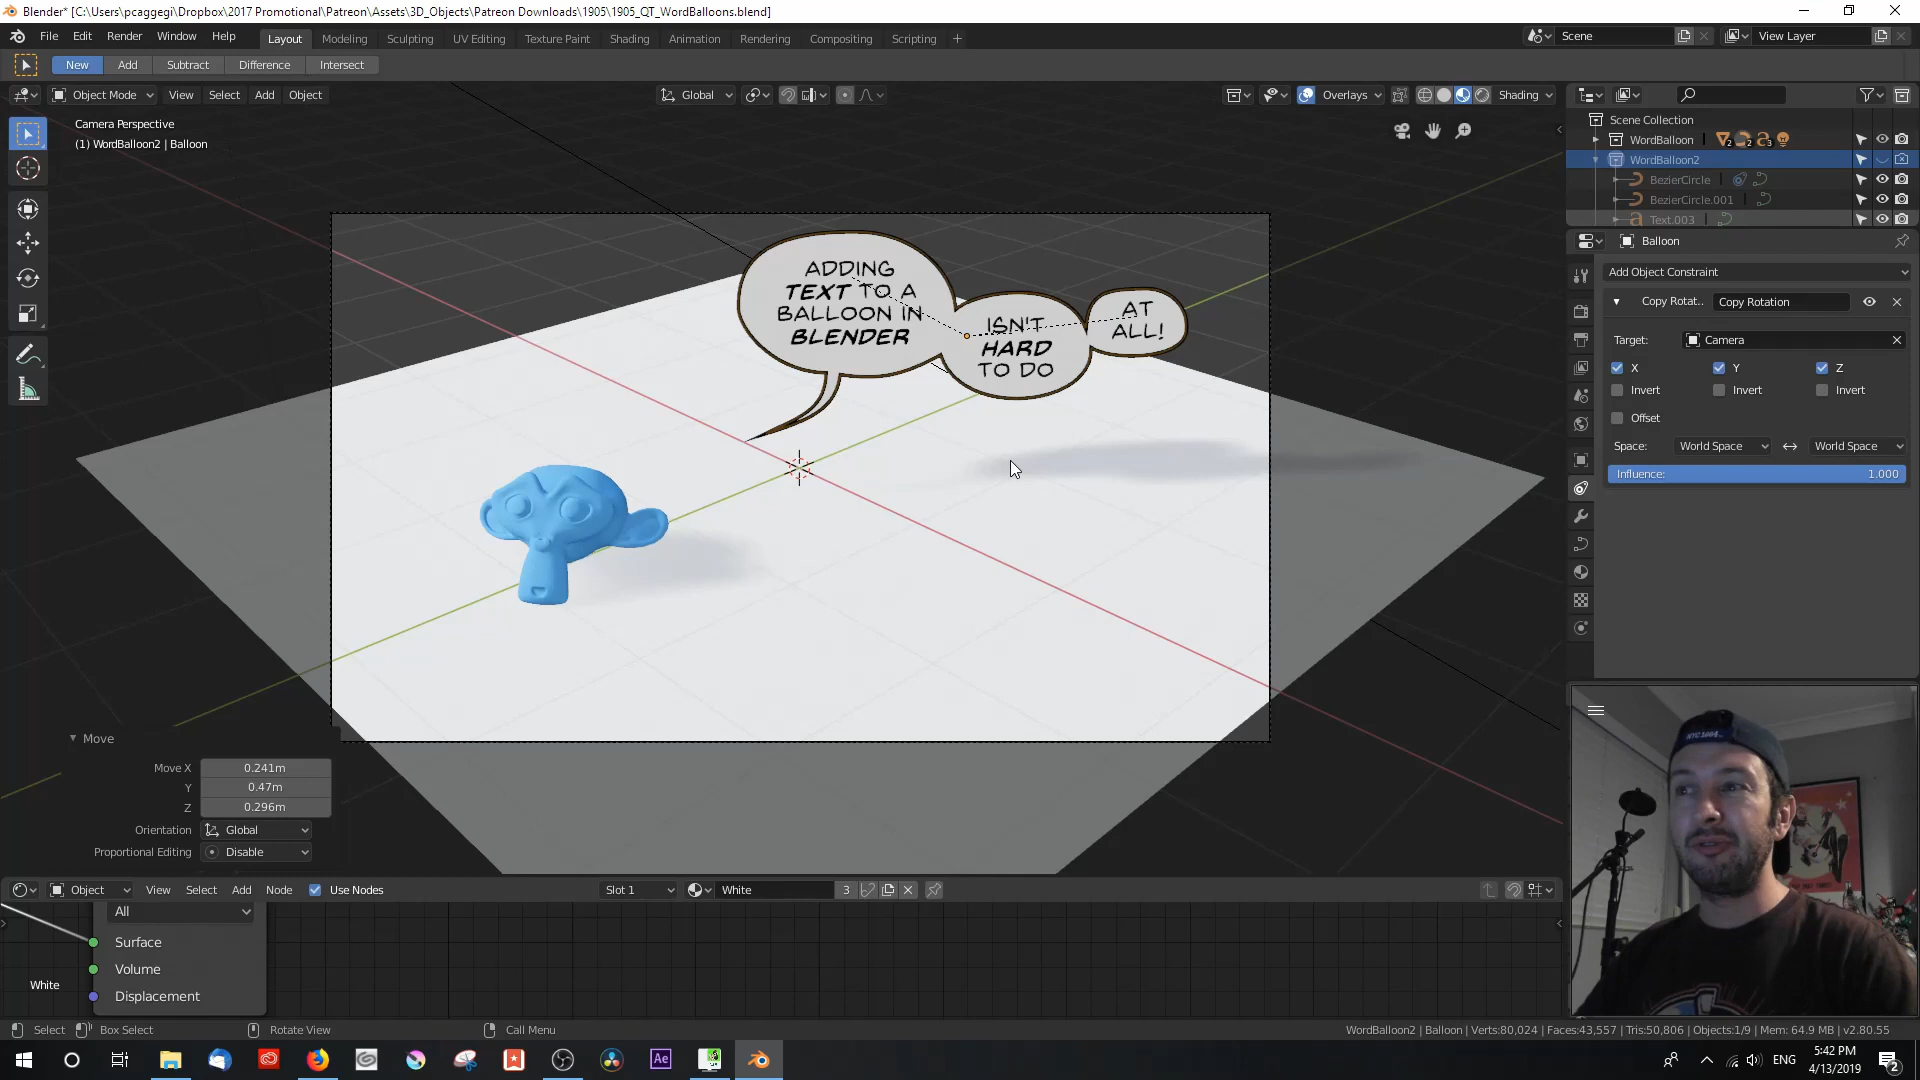 Blender* [C:\Users\pcaggegi\Dropbox\2017 Promotional\Patreon\Assets\3D_Objects\Patreon Downloads\1905\1905_QT_WordBalloons.blend]
File Edit Render Window Help Layout Modeling Sculpting UV Editing Texture Paint Shading Animation Rendering Compositing Scripting + Scene View Layer
New Add Subtract Difference Intersect
Object Mode View Select Add Object Global Overlays Shading
Camera Perspective
(1) WordBalloon2 | Balloon
Scene Collection
WordBalloon 2 2 3
WordBalloon2
BezierCircle
BezierCircle.001
Text.003
Balloon
Add Object Constraint
Copy Rotat.. Copy Rotation
Target: Camera
X Y Z
Invert Invert Invert
Offset
Space: World Space World Space
Influence: 1.000
ADDING
TEXT TO A
BALLOON IN
BLENDER
ISN'T
HARD
TO DO
AT
ALL!
Move
Move X 0.241m
Y 0.47m
Z 0.296m
Orientation Global
Proportional Editing Disable
Object View Select Add Node Use Nodes Slot 1 White 3
All
Surface
Volume
Displacement
White
Select Box Select Rotate View Call Menu
WordBalloon2 | Balloon | Verts:80,024 | Faces:43,557 | Tris:50,806 | Objects:1/9 | Mem: 64.9 MB | v2.80.55
Ae ENG 5:42 PM
4/13/2019 2